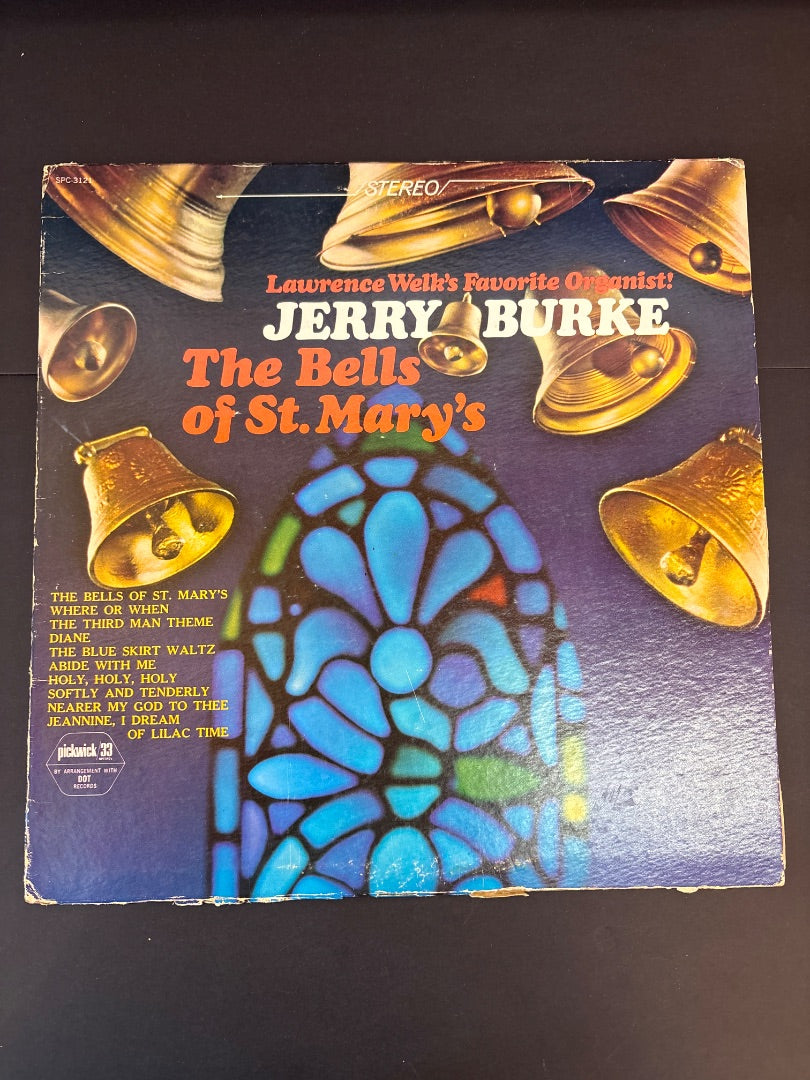 SPC-3121
STEREO
Lawrence Welk's Favorite Organist!
JERRY BURKE
The Bells
of St. Mary's
THE BELLS OF ST. MARY'S
WHERE OR WHEN
THE THIRD MAN THEME
DIANE
THE BLUE SKIRT WALTZ
ABIDE WITH ME
HOLY, HOLY, HOLY
SOFTLY AND TENDERLY
NEARER MY GOD TO THEE
JEANNINE, I DREAM
OF LILAC TIME
pickwick/33
BY ARRANGEMENT WITH
DOT
RECORDS